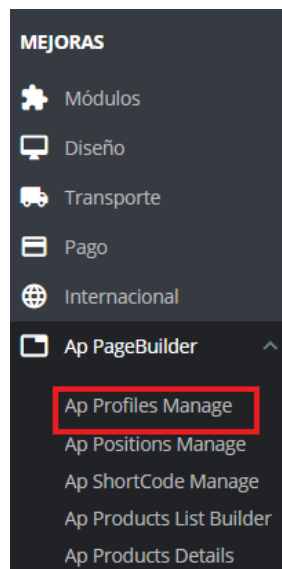 MEJORAS
Módulos
Diseño
Transporte
Pago
Internacional
Ap PageBuilder
Ap Profiles Manage
Ap Positions Manage
Ap ShortCode Manage
Ap Products List Builder
Ap Products Details